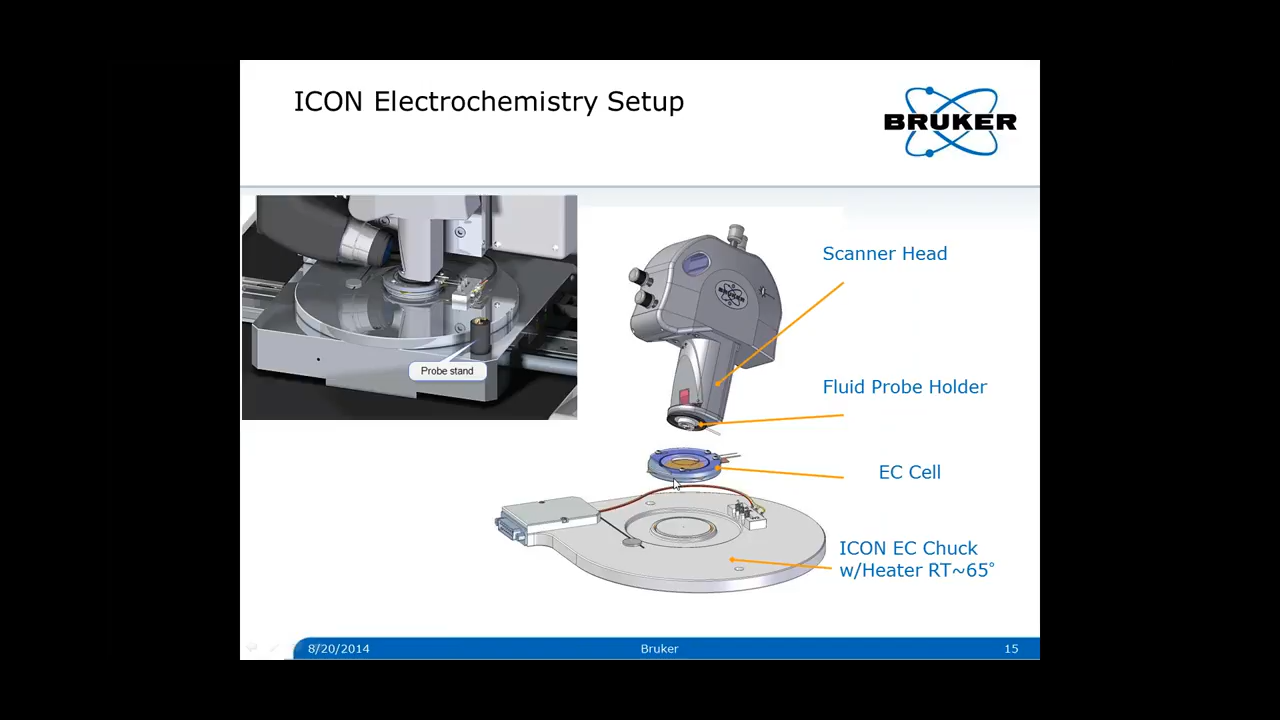 ICON Electrochemistry Setup
BRUKER
Probe stand
BRUKER
Scanner Head
Fluid Probe Holder
EC Cell
ICON EC Chuck
w/Heater RT~65°
8/20/2014
Bruker
15